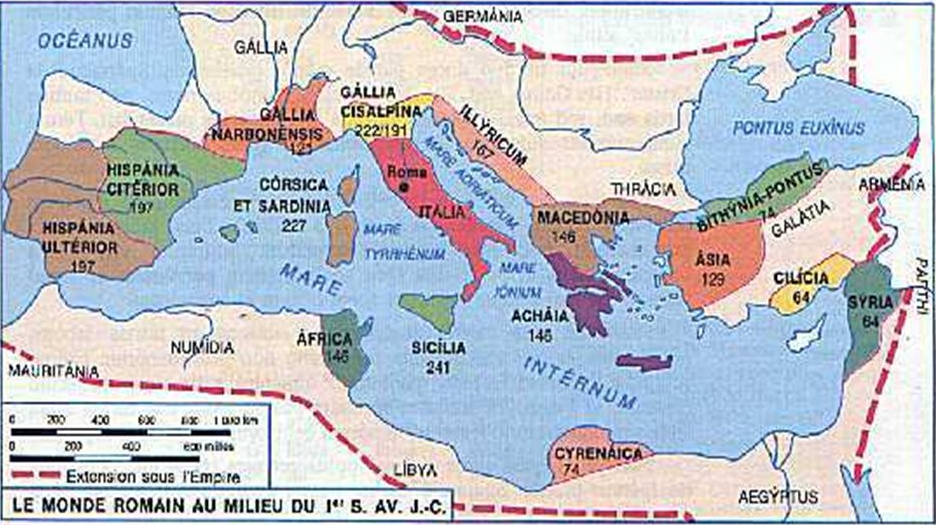 GERMÁNIA
OCÉANUS
GÁLLIA
GÁLLIA
CISALPÍNA
222/191
GÁLLIA
NARBONÉNSIS
121
ILLÝRICUM
167
PONTUS EUXÍNUS
MARE ADRIATICUM
Roma
HISPÁNIA
CITÉRIOR
197
CÓRSICA
ET SARDÍNIA
227
THRÁCIA
BITHÝNIA-PONTUS
74
ARMÉNIA
GALÁTIA
ITÁLIA
MACEDÓNIA
146
HISPÁNIA
ULTÉRIOR
197
MARE
TYRRHÉNUM
MARE
JÓNIUM
ÁSIA
129
CILÍCIA
64
SÝRIA
64
PARTHI
MARE
INTÉRNUM
ACHÁIA
146
ÁFRICA
146
SICÍLIA
241
NUMÍDIA
MAURITÁNIA
0 200 400 600 800 1 000 km
0 200 400 600 milles
Extension sous l'Empire
LÍBYA
CYRENÁICA
74
AEGÝPTUS
LE MONDE ROMAIN AU MILIEU DU Ier S. AV. J.-C.